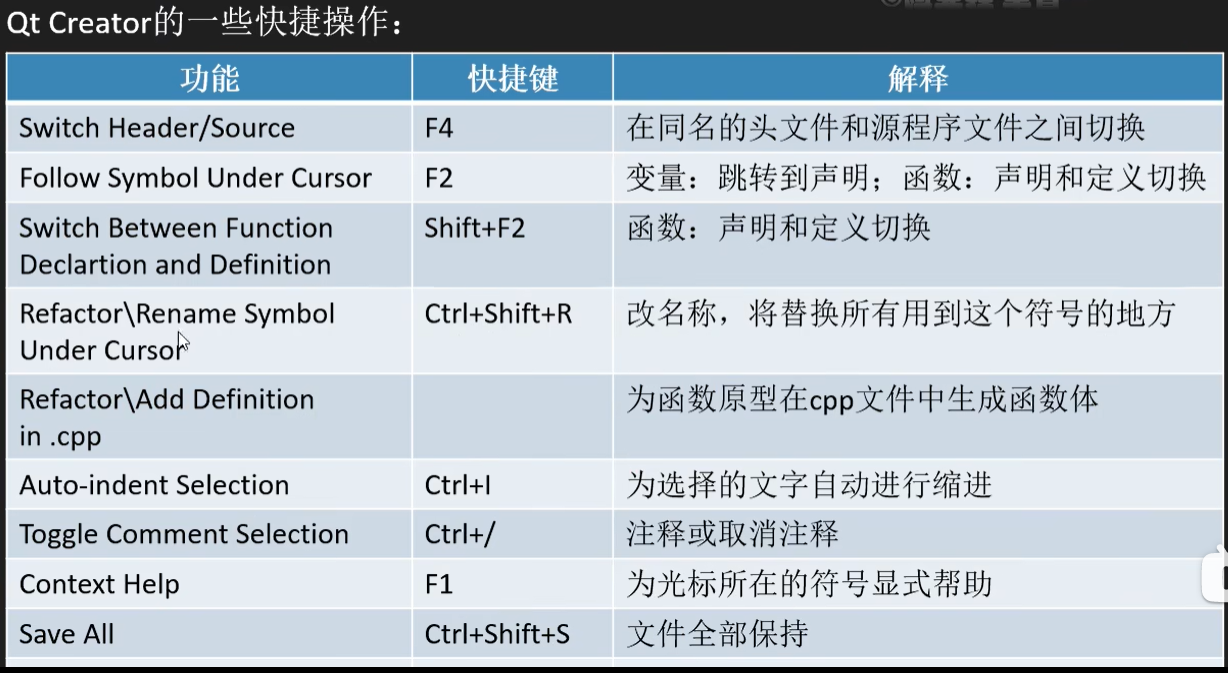 Qt Creator的一些快捷操作：
功能 快捷键 解释
Switch Header/Source F4 在同名的头文件和源程序文件之间切换
Follow Symbol Under Cursor F2 变量：跳转到声明；函数：声明和定义切换
Switch Between Function Shift+F2 函数：声明和定义切换
Declartion and Definition
Refactor\Rename Symbol Ctrl+Shift+R 改名称，将替换所有用到这个符号的地方
Under Cursor
Refactor\Add Definition 为函数原型在cpp文件中生成函数体
in .cpp
Auto-indent Selection Ctrl+I 为选择的文字自动进行缩进
Toggle Comment Selection Ctrl+/ 注释或取消注释
Context Help F1 为光标所在的符号显式帮助
Save All Ctrl+Shift+S 文件全部保持